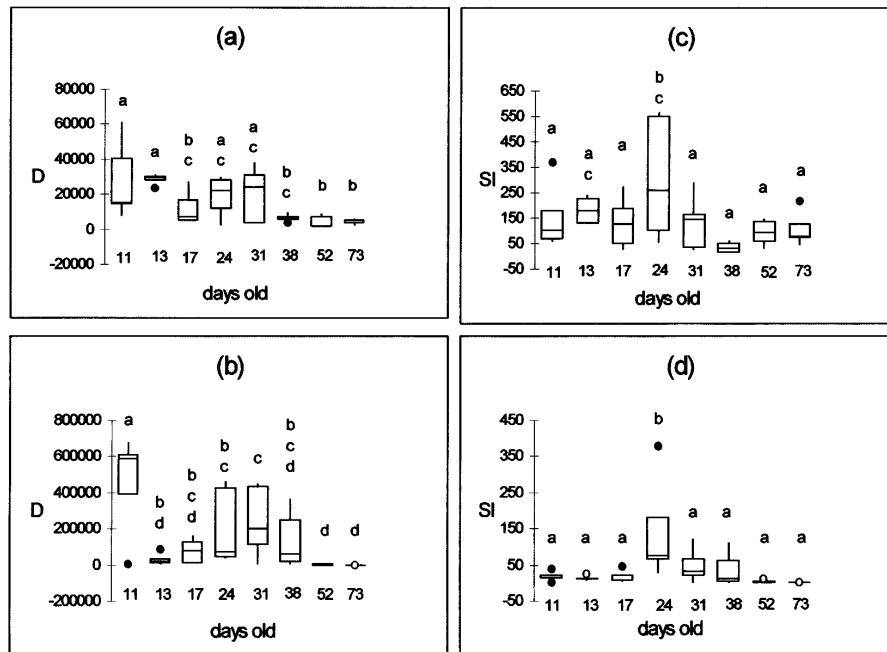 (a)
80000
60000
40000
20000
0
-20000
D
a
a
b
c
a
c
a
c
b
c
b
b
11 13 17 24 31 38 52 73
days old
(c)
650
550
450
350
250
150
50
-50
SI
a
a
c
a
b
c
a
a
a
a
11 13 17 24 31 38 52 73
days old
(b)
800000
600000
400000
200000
0
-200000
D
a
b
d
b
c
d
b
c
c
b
c
d
d
d
11 13 17 24 31 38 52 73
days old
(d)
450
350
250
150
50
-50
SI
a
a
a
b
a
a
a
a
11 13 17 24 31 38 52 73
days old